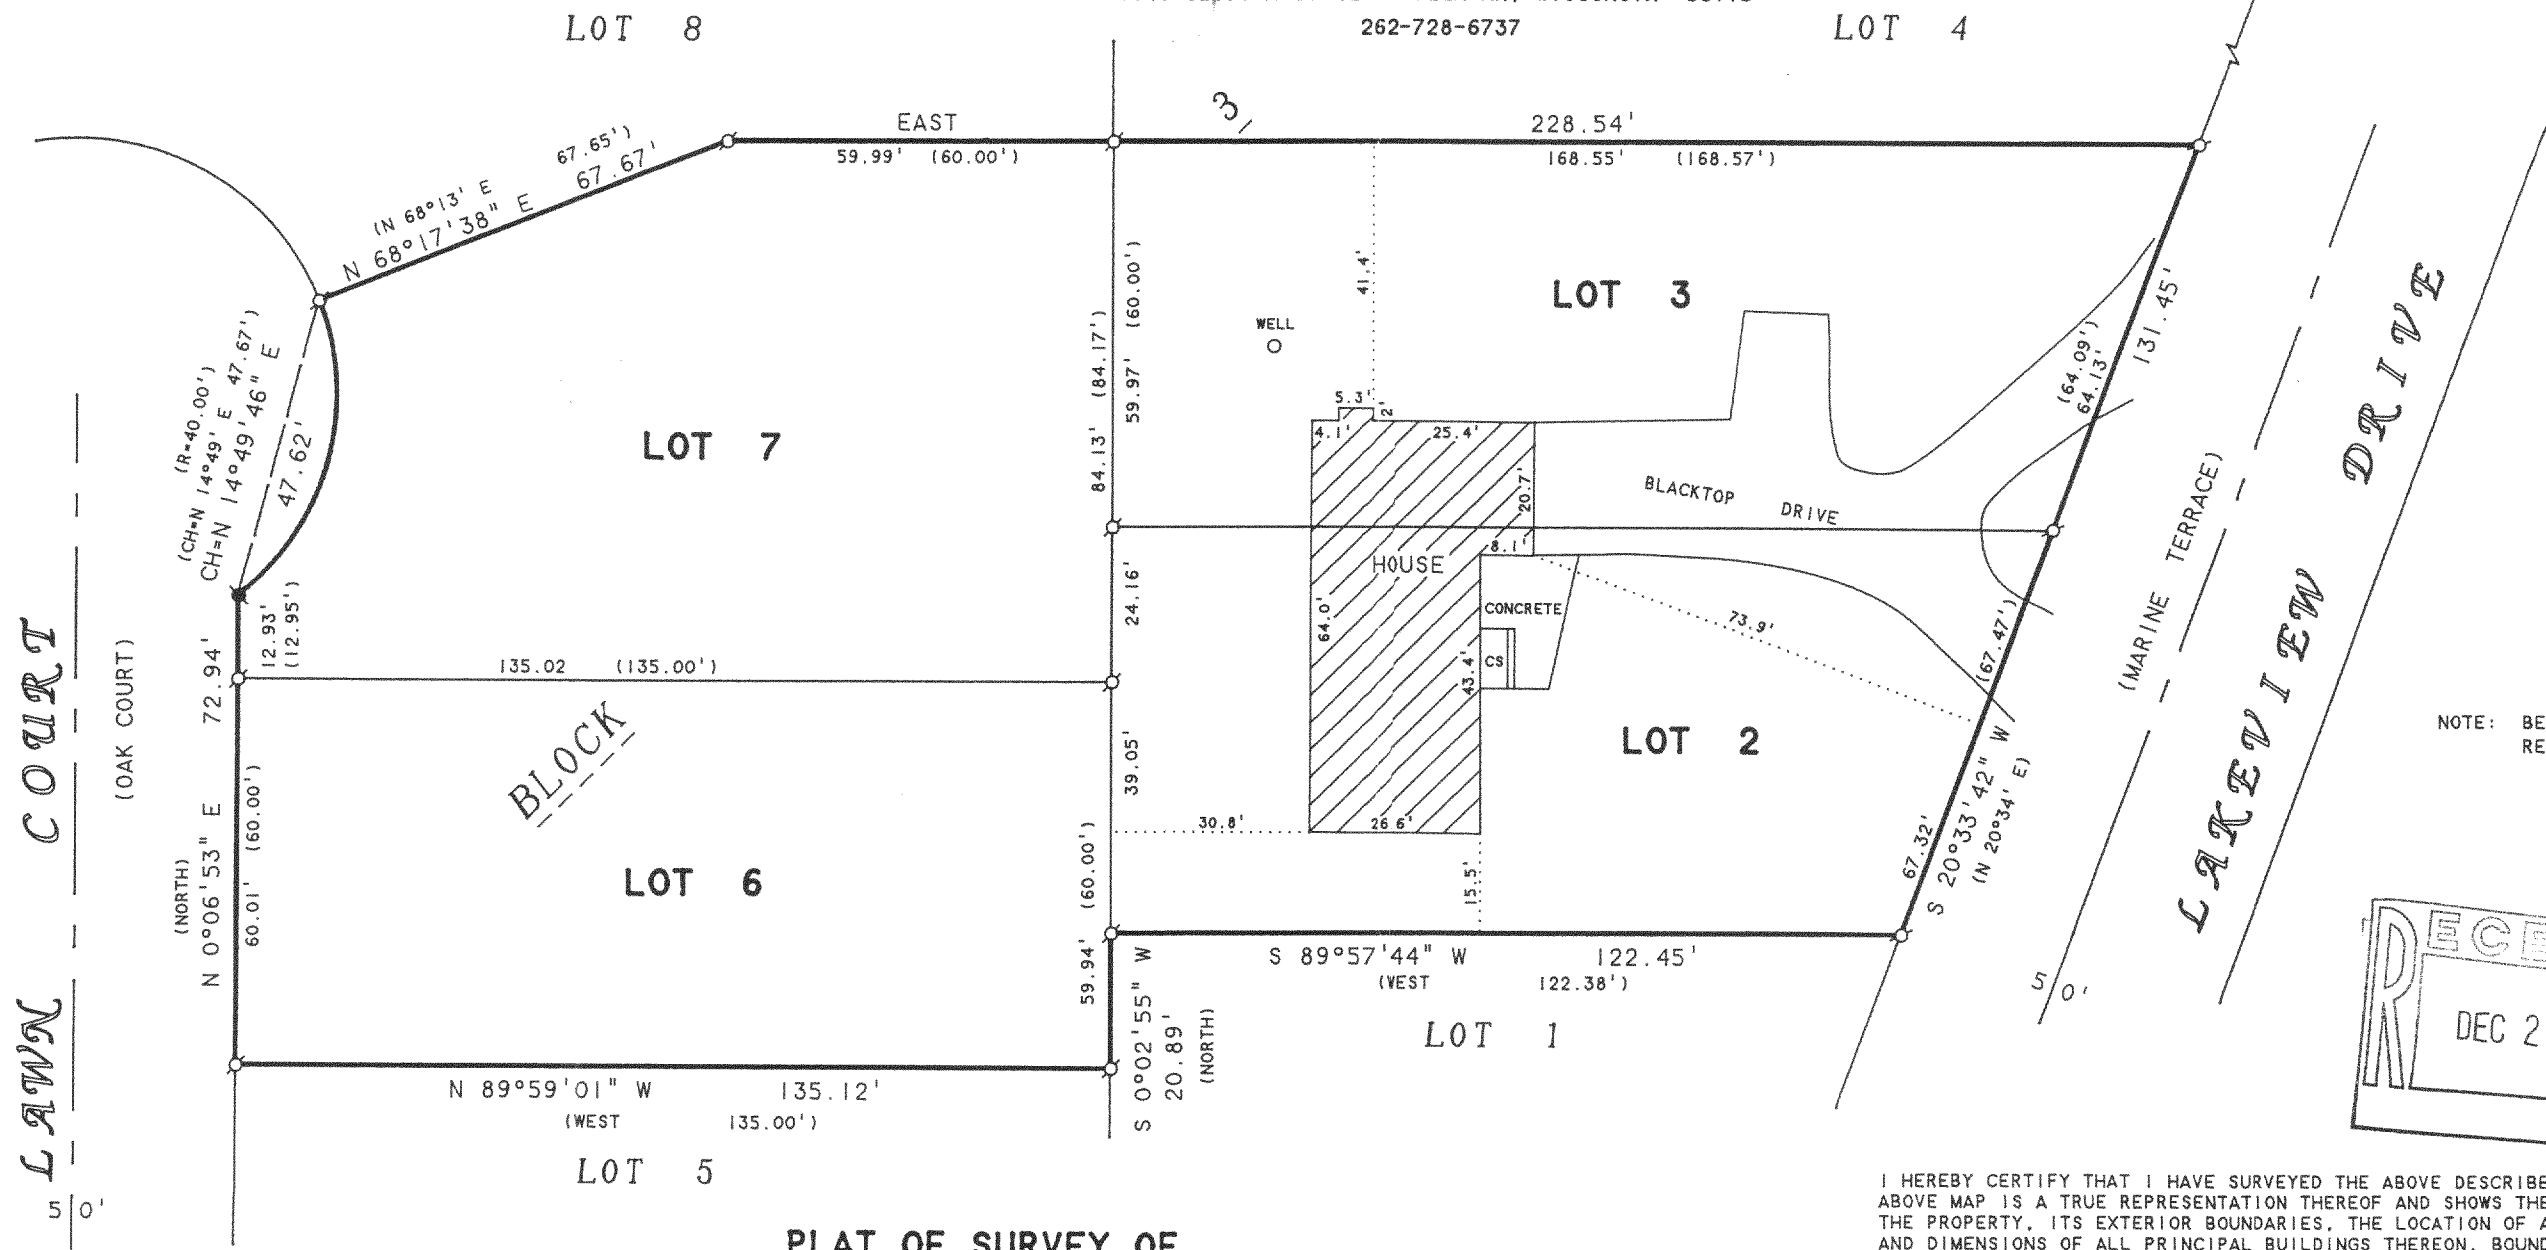 262-728-6737
LOT 8
LOT 4
3
EAST
228.54'
59.99' (60.00')
168.55' (168.57')
67.65')
67.67'
(N 68°13' E
N 68°17'38" E
41.4'
(60.00')
59.97'
(84.17')
84.13'
LOT 3
WELL
131.45'
(64.09')
64.13'
LAKEVIEW DRIVE
(MARINE TERRACE)
(R=40.00')
(CH=N 14°49' E 47.67')
CH=N 14°49'46" E
47.62'
LOT 7
5.3'
2'
4.1'
25.4'
20.7'
BLACKTOP DRIVE
8.1'
HOUSE
24.16'
64.0'
CONCRETE
CS
43.4'
73.9'
(67.47')
12.93'
(12.95')
135.02 (135.00')
LAWN COURT
(OAK COURT)
72.94'
N 0°06'53" E
(NORTH)
(60.00')
60.01'
BLOCK
39.05'
LOT 2
NOTE: BE
RE
LOT 6
30.8'
26.6'
15.5'
67.32'
S 20°33'42" W
(N 20°34' E)
(60.00')
59.94'
S 89°57'44" W 122.45'
(WEST 122.38')
S 0°02'55" W
20.89'
(NORTH)
LOT 1
50'
RECE
DEC 2
N 89°59'01" W 135.12'
(WEST 135.00')
LOT 5
50'
PLAT OF SURVEY OF
I HEREBY CERTIFY THAT I HAVE SURVEYED THE ABOVE DESCRIBE
ABOVE MAP IS A TRUE REPRESENTATION THEREOF AND SHOWS THE
THE PROPERTY, ITS EXTERIOR BOUNDARIES, THE LOCATION OF A
AND DIMENSIONS OF ALL PRINCIPAL BUILDINGS THEREON, BOUND